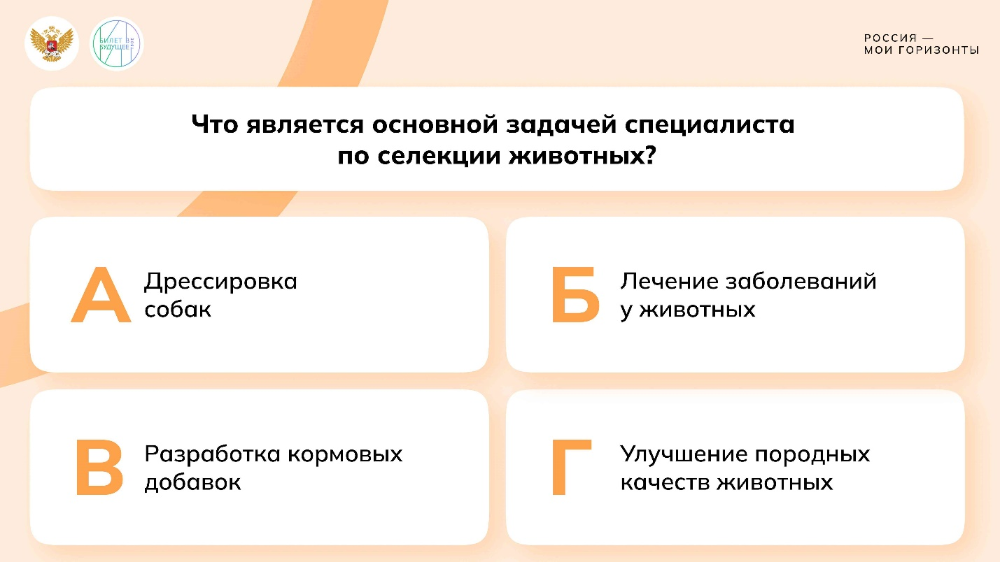 БИЛЕТ В
БУДУЩЕЕ
ТВОЕ
РОССИЯ —
МОИ ГОРИЗОНТЫ
Что является основной задачей специалиста
по селекции животных?
А
Дрессировка
собак
Б
Лечение заболеваний
у животных
В
Разработка кормовых
добавок
Г
Улучшение породных
качеств животных